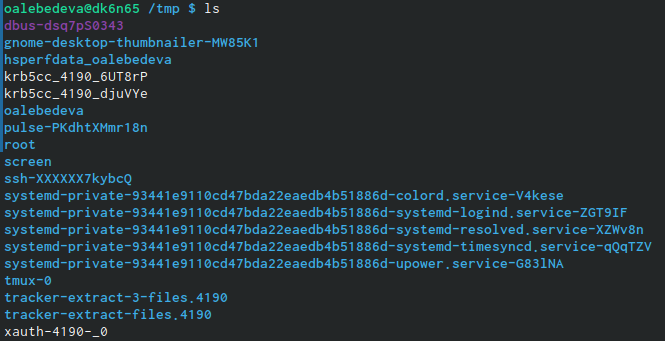 oalebedeva@dk6n65 /tmp $ ls
dbus-dsq7pS0343
gnome-desktop-thumbnailer-MW85K1
hsperfdata_oalebedeva
krb5cc_4190_6UT8rP
krb5cc_4190_djuVYe
oalebedeva
pulse-PKdhtXMmr18n
root
screen
ssh-XXXXXX7kybcQ
systemd-private-93441e9110cd47bda22eaedb4b51886d-colord.service-V4kese
systemd-private-93441e9110cd47bda22eaedb4b51886d-systemd-logind.service-ZGT9IF
systemd-private-93441e9110cd47bda22eaedb4b51886d-systemd-resolved.service-XZWv8n
systemd-private-93441e9110cd47bda22eaedb4b51886d-systemd-timesyncd.service-qQqTZV
systemd-private-93441e9110cd47bda22eaedb4b51886d-upower.service-G83lNA
tmux-0
tracker-extract-3-files.4190
tracker-extract-files.4190
xauth-4190-_0